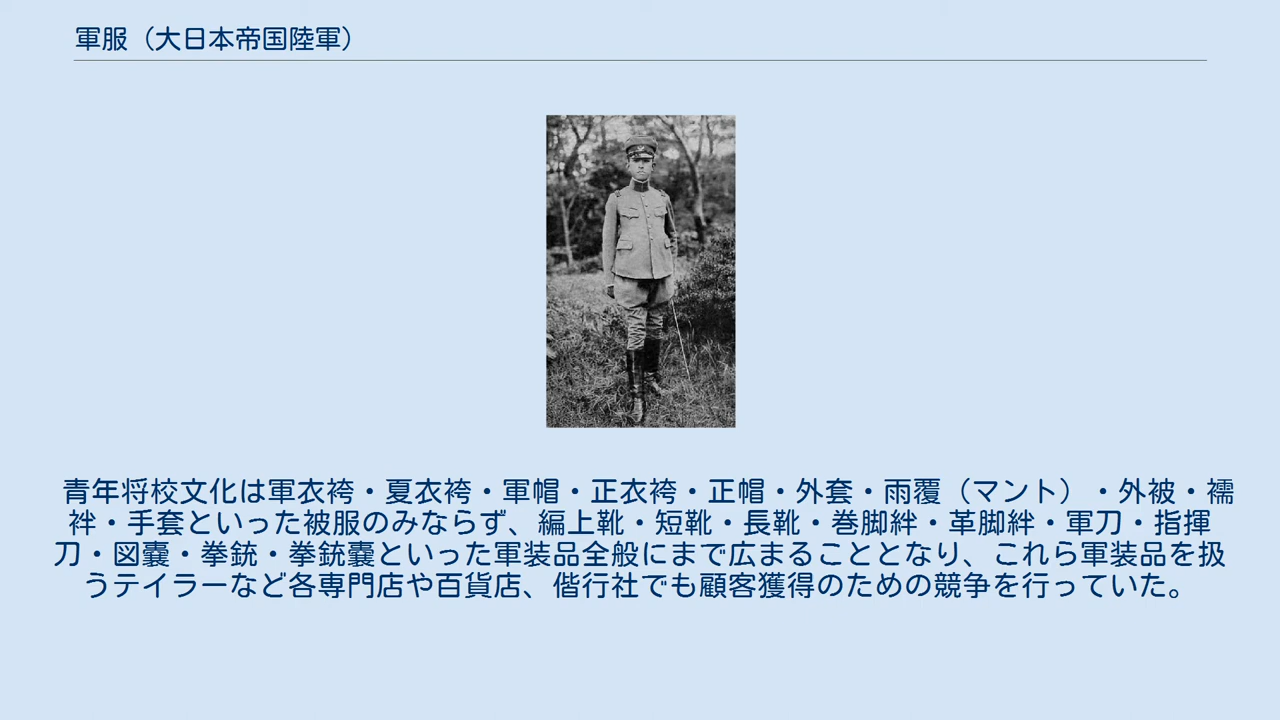 軍服（大日本帝国陸軍）
青年将校文化は軍衣袴・夏衣袴・軍帽・正衣袴・正帽・外套・雨覆（マント）・外被・襦
袢・手套といった被服のみならず、編上靴・短靴・長靴・巻脚絆・革脚絆・軍刀・指揮
刀・図嚢・拳銃・拳銃嚢といった軍装品全般にまで広まることとなり、これら軍装品を扱
うテイラーなど各専門店や百貨店、偕行社でも顧客獲得のための競争を行っていた。